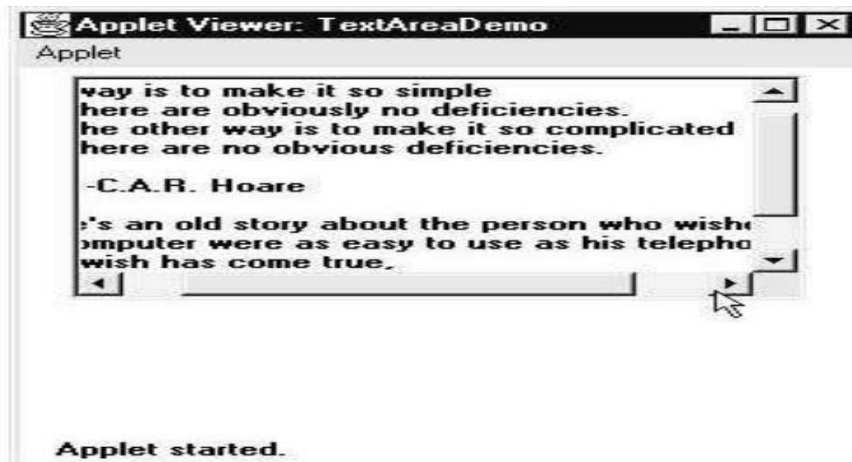 Applet Viewer: TextAreaDemo
Applet
way is to make it so simple
here are obviously no deficiencies.
he other way is to make it so complicated
here are no obvious deficiencies.
-C.A.R. Hoare
's an old story about the person who wishe
omputer were as easy to use as his telepho
wish has come true,
Applet started.